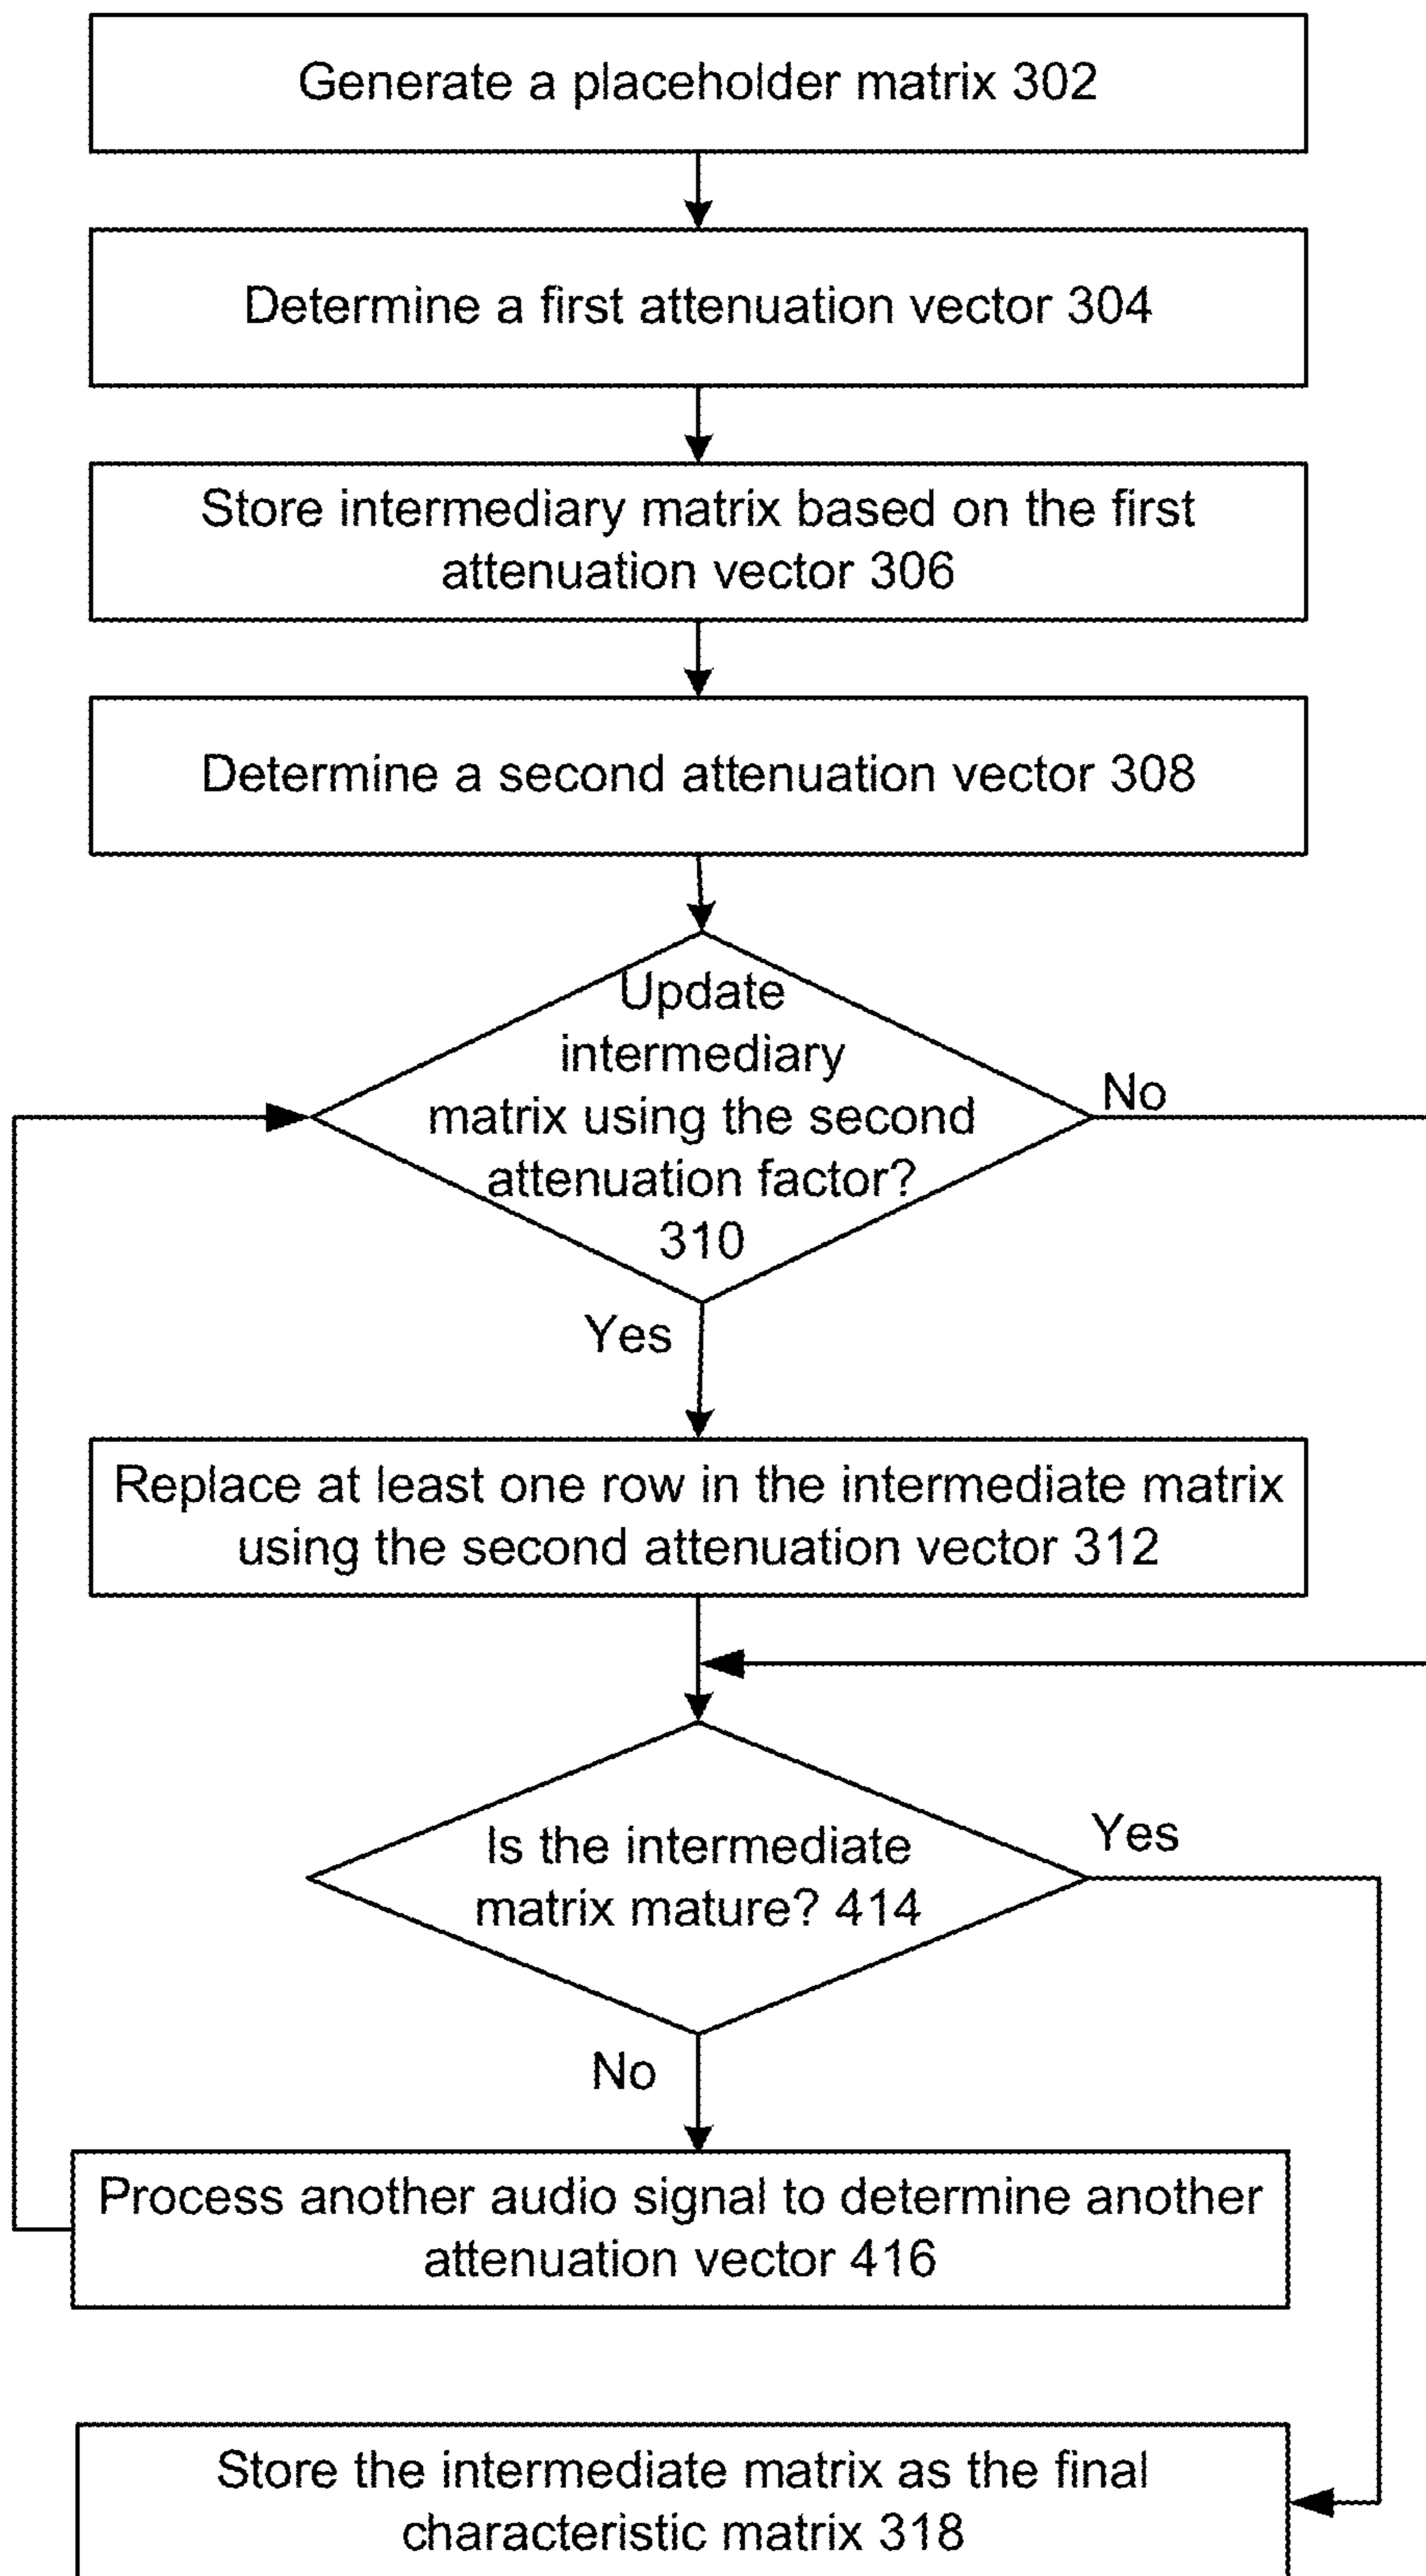 Generate a placeholder matrix 302
Determine a first attenuation vector 304
Store intermediary matrix based on the first
attenuation vector 306
Determine a second attenuation vector 308
Update
intermediary
matrix using the second
attenuation factor?
310
No
Yes
Replace at least one row in the intermediate matrix
using the second attenuation vector 312
Is the intermediate
matrix mature? 414
Yes
No
Process another audio signal to determine another
attenuation vector 416
Store the intermediate matrix as the final
characteristic matrix 318